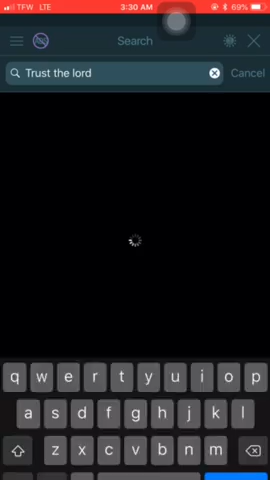 TFW LTE 3:30 AM 69%
Search
Trust the lord Cancel
q w e r t y u i o p
a s d f g h j k l
z x c v b n m